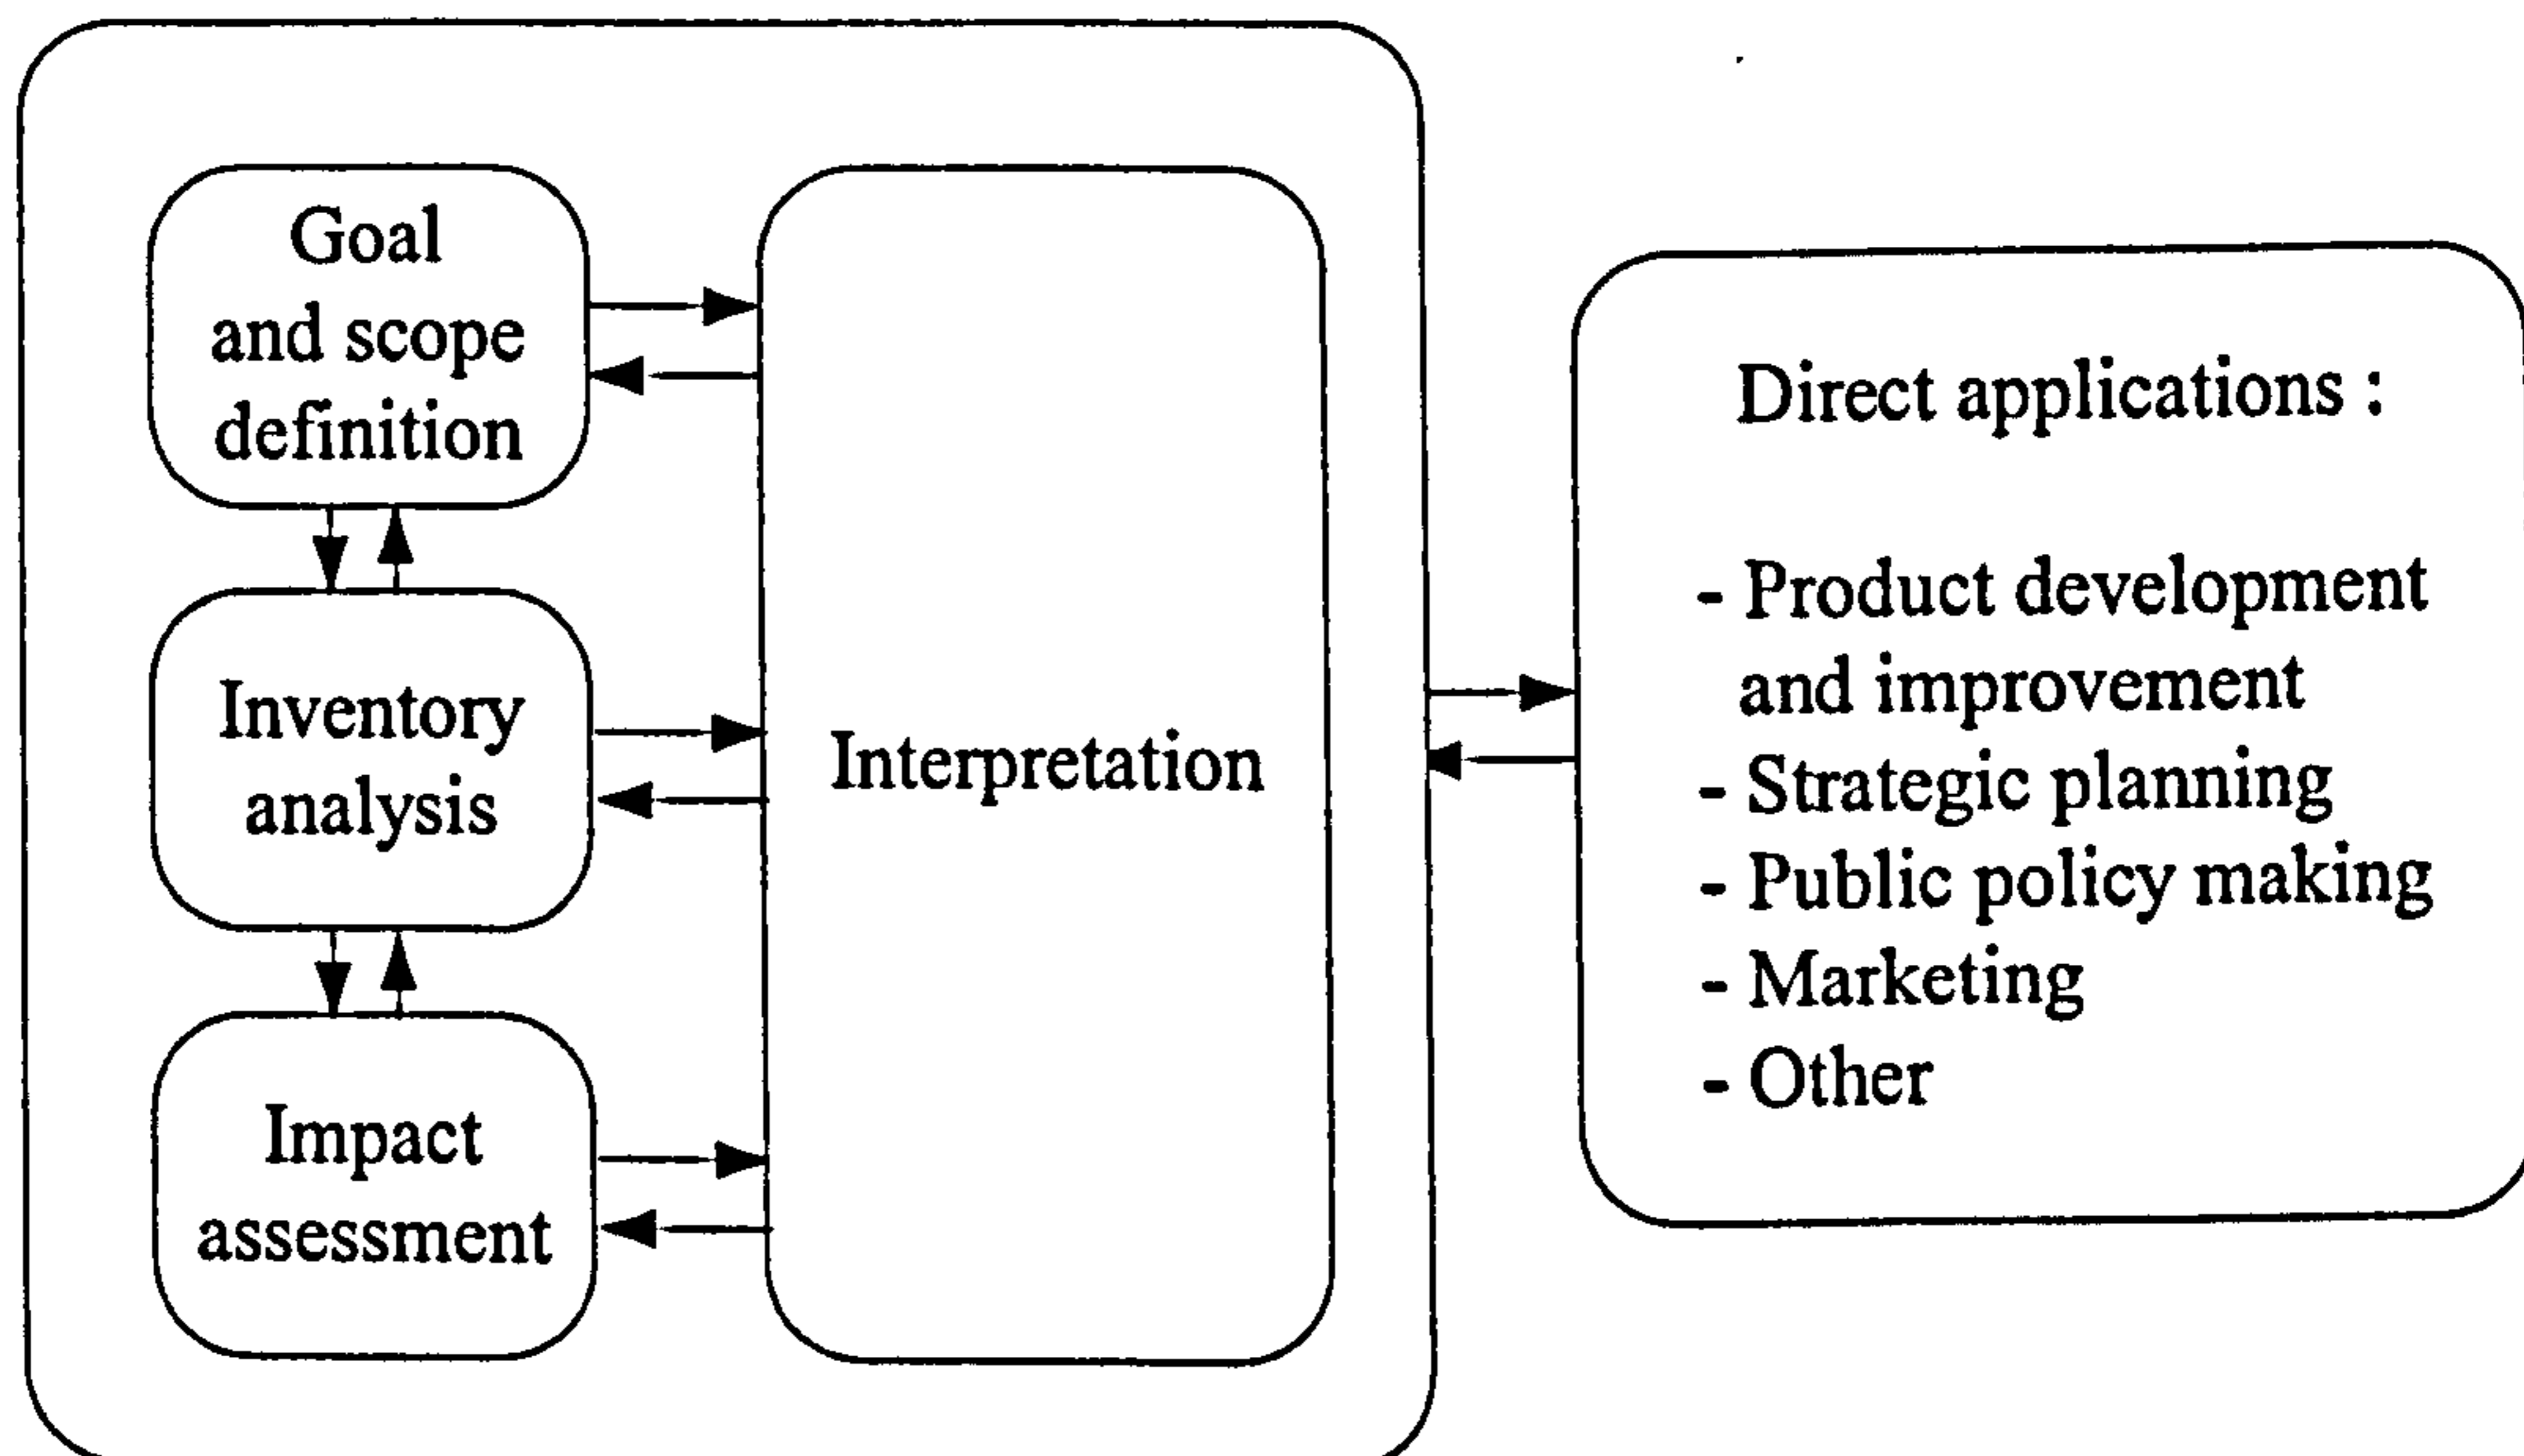 Goal
and scope
definition
Inventory
analysis
Impact
assessment
Interpretation
Direct applications :
- Product development
and improvement
- Strategic planning
- Public policy making
- Marketing
- Other